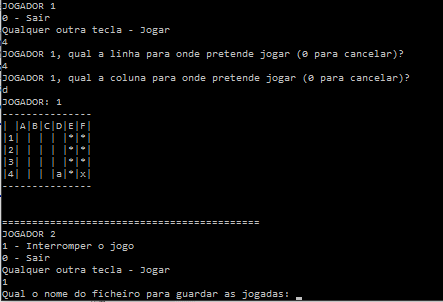 JOGADOR 1
0 - Sair
Qualquer outra tecla - Jogar
4
JOGADOR 1, qual a linha para onde pretende jogar (0 para cancelar)?
4
JOGADOR 1, qual a coluna para onde pretende jogar (0 para cancelar)?
d
JOGADOR: 1
---------------
| |A|B|C|D|E|F|
|1| | | | |*|*|
|2| | | | |*|*|
|3| | | | |*|*|
|4| | | |a|*|x|
---------------
===========================================
JOGADOR 2
1 - Interromper o jogo
0 - Sair
Qualquer outra tecla - Jogar
1
Qual o nome do ficheiro para guardar as jogadas: _